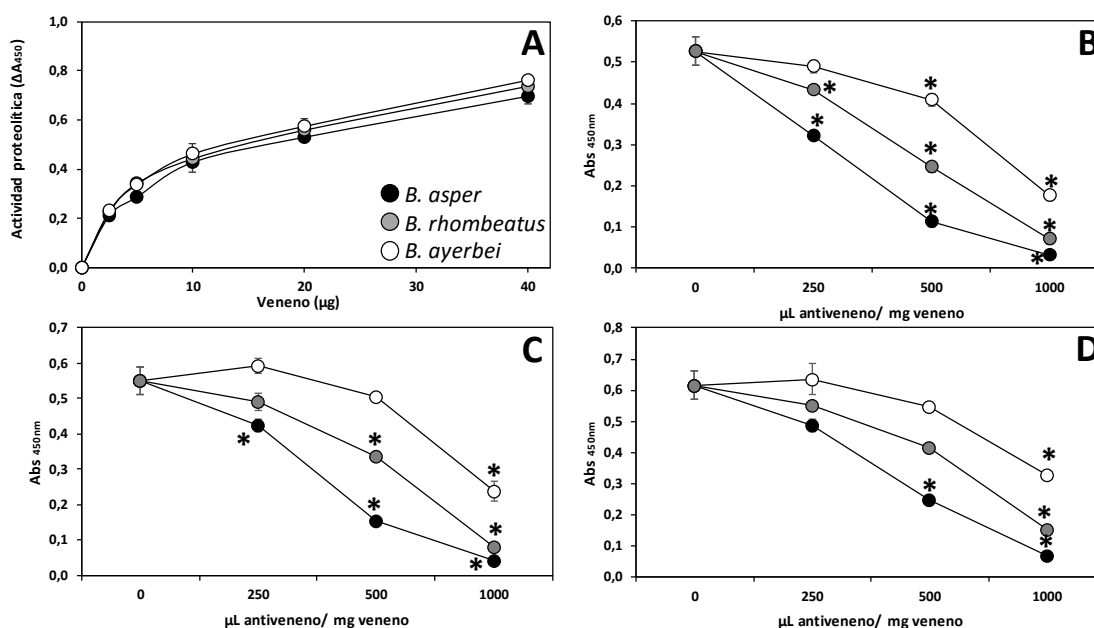 A
Actividad proteolítica (ΔA450)
1,0
0,8
0,6
0,4
0,2
0,0
0 10 20 30 40
Veneno (µg)
B. asper
B. rhombeatus
B. ayerbei
B
Abs 450nm
0,6
0,5
0,4
0,3
0,2
0,1
0,0
* * * * * * * *
0 250 500 1000
µL antiveneno/ mg veneno
C
Abs 450nm
0,7
0,6
0,5
0,4
0,3
0,2
0,1
0,0
* * * * * *
0 250 500 1000
µL antiveneno/ mg veneno
D
Abs 450nm
0,8
0,7
0,6
0,5
0,4
0,3
0,2
0,1
0,0
* * * *
0 250 500 1000
µL antiveneno/ mg veneno